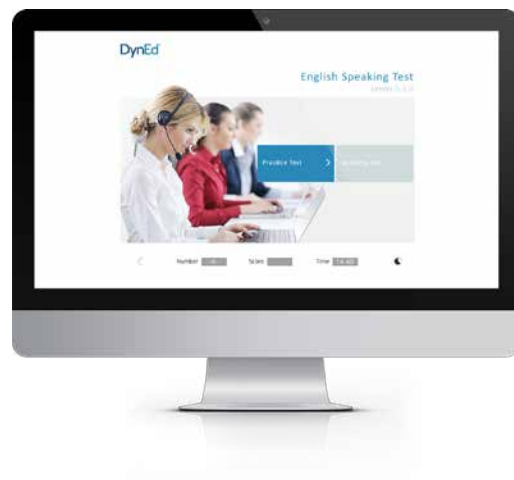 DynEd
English Speaking Test
Practice Test
Number
Score
Time